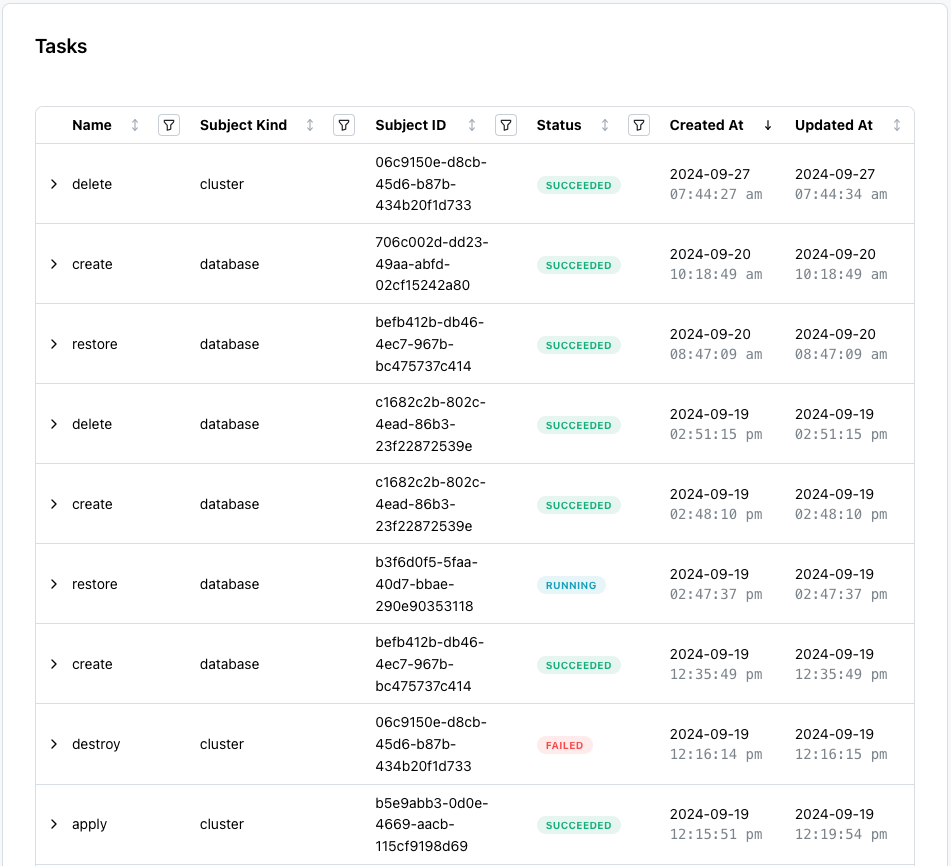 Tasks
Name Subject Kind Subject ID Status Created At Updated At
06c9150e-d8cb-
delete cluster 45d6-b87b- SUCCEEDED 2024-09-27 2024-09-27
434b20f1d733 07:44:27 am 07:44:34 am
706c002d-dd23-
create database 49aa-abfd- SUCCEEDED 2024-09-20 2024-09-20
02cf15242a80 10:18:49 am 10:18:49 am
befb412b-db46-
restore database 4ec7-967b- SUCCEEDED 2024-09-20 2024-09-20
bc475737c414 08:47:09 am 08:47:09 am
c1682c2b-802c-
delete database 4ead-86b3- SUCCEEDED 2024-09-19 2024-09-19
23f22872539e 02:51:15 pm 02:51:15 pm
c1682c2b-802c-
create database 4ead-86b3- SUCCEEDED 2024-09-19 2024-09-19
23f22872539e 02:48:10 pm 02:48:10 pm
b3f6d0f5-5faa-
restore database 40d7-bbae- RUNNING 2024-09-19 2024-09-19
290e90353118 02:47:37 pm 02:47:37 pm
befb412b-db46-
create database 4ec7-967b- SUCCEEDED 2024-09-19 2024-09-19
bc475737c414 12:35:49 pm 12:35:49 pm
06c9150e-d8cb-
destroy cluster 45d6-b87b- FAILED 2024-09-19 2024-09-19
434b20f1d733 12:16:14 pm 12:16:15 pm
b5e9abb3-0d0e-
apply cluster 4669-aacb- SUCCEEDED 2024-09-19 2024-09-19
115cf9198d69 12:15:51 pm 12:19:54 pm